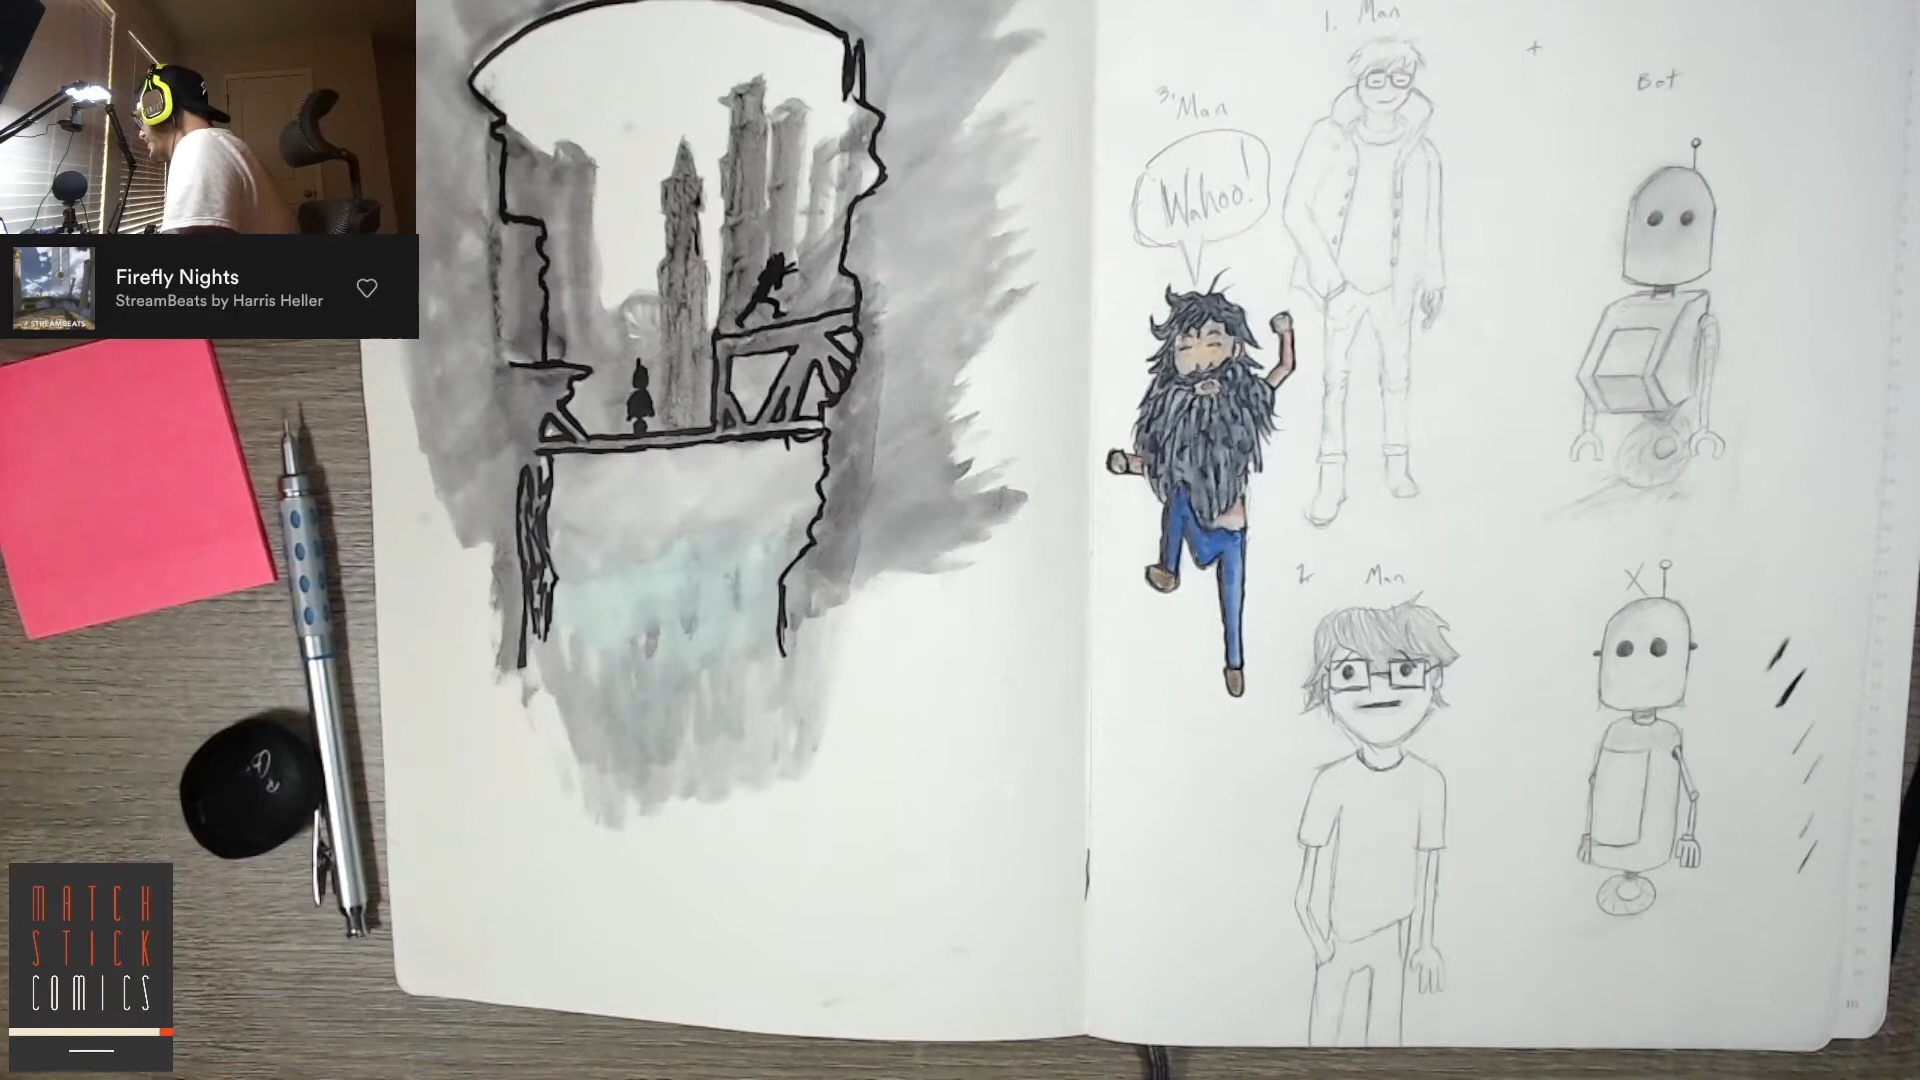 Firefly Nights
StreamBeats by Harris Heller
STREAMBEATS
MATCH
STICK
COMICS
1. Man
+
Bot
3. Man
Wahoo!
2. Man
X